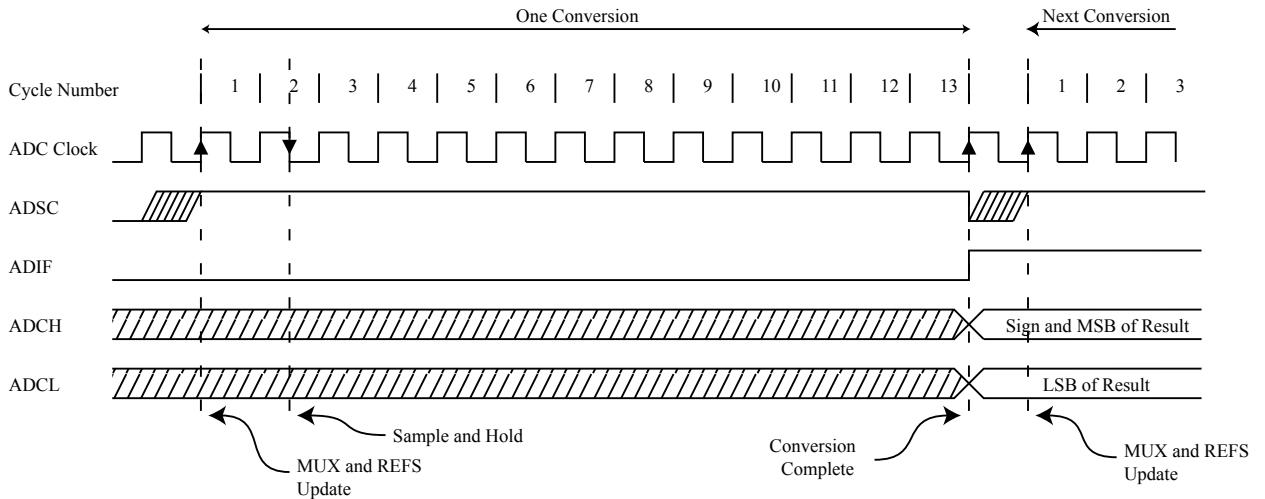 One Conversion
Next Conversion
Cycle Number
1 2 3 4 5 6 7 8 9 10 11 12 13 1 2 3
ADC Clock
ADSC
ADIF
ADCH
Sign and MSB of Result
ADCL
LSB of Result
Sample and Hold
MUX and REFS
Update
Conversion
Complete
MUX and REFS
Update